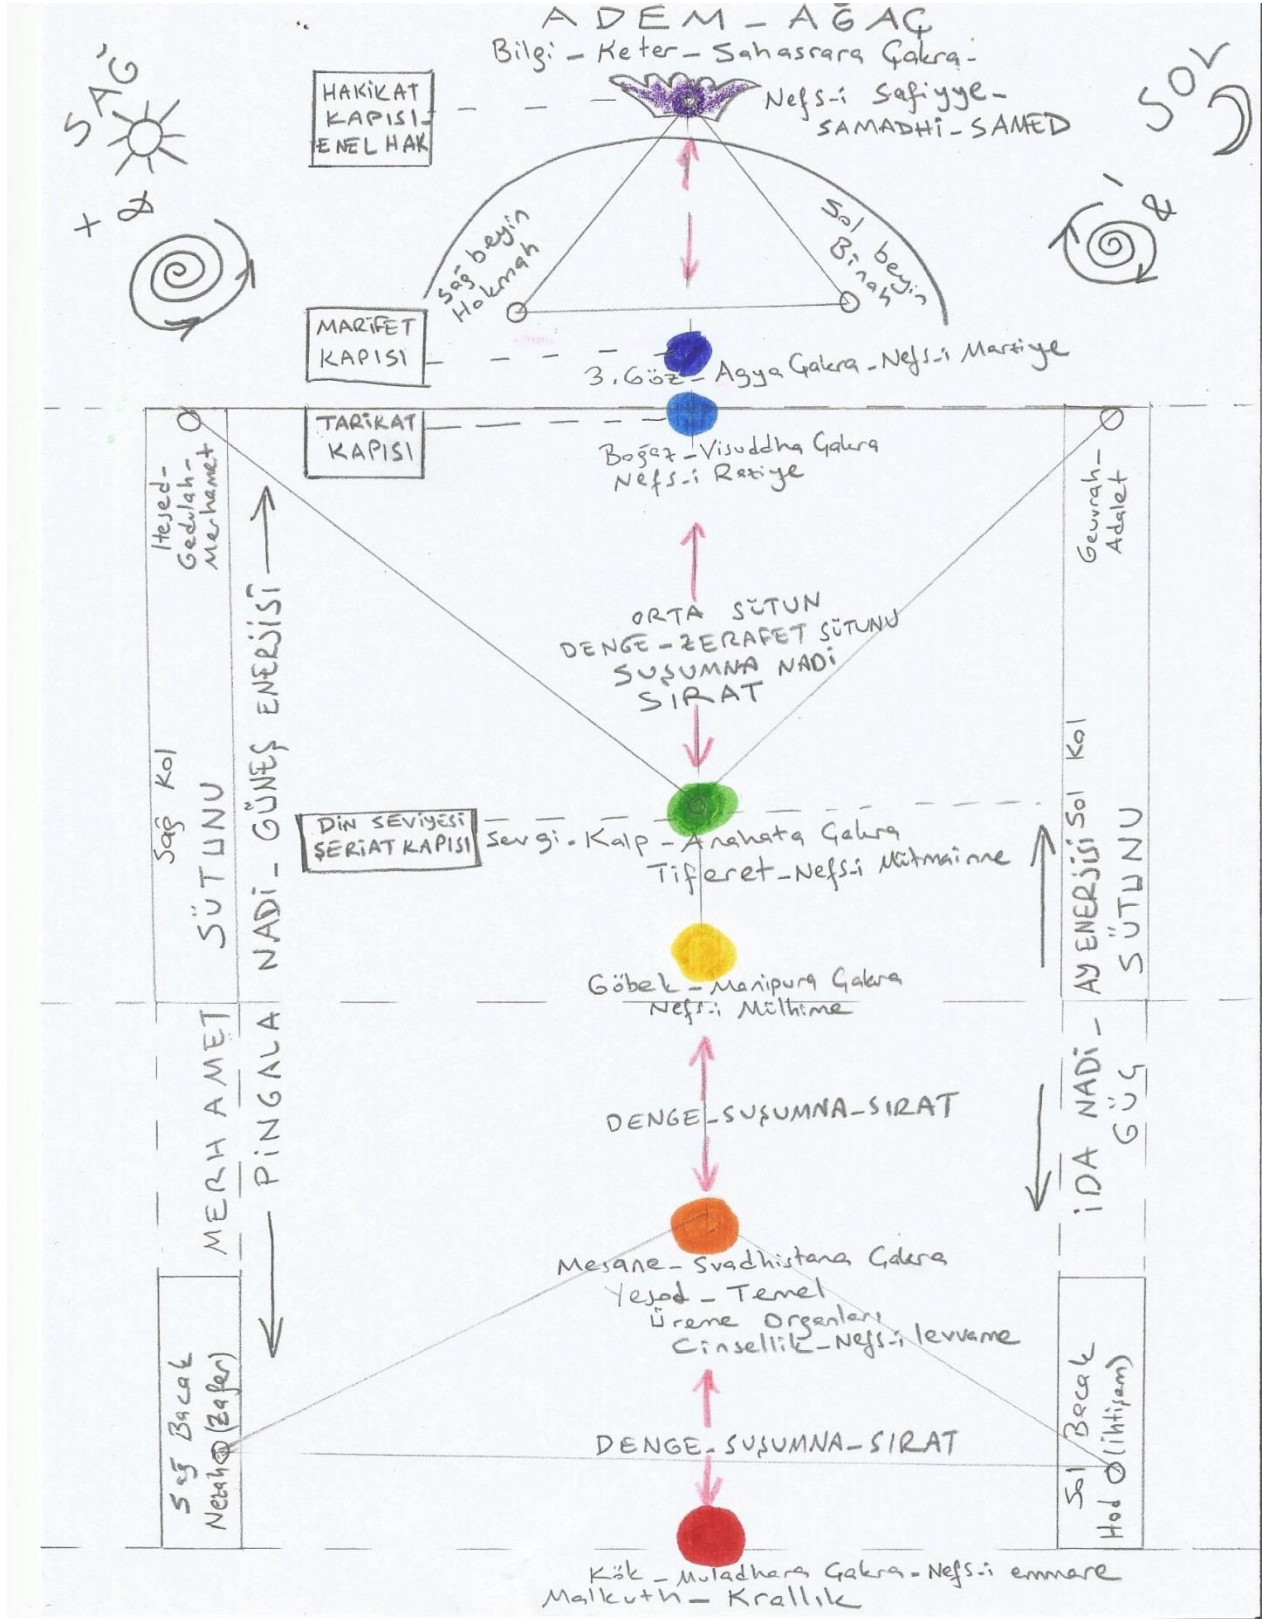 ADEM - AĞAÇ
Bilgi - Keter - Sahasrara Çakra -
Nefs-i Safiyye -
SAMADHİ - SAMED
SAĞ
SOL
HAKİKAT
KAPISI -
ENEL HAK
+ &
- &
Sağ beyin
Hokmah
Sol beyin
Binah
MARİFET
KAPISI
3. Göz - Agya Çakra - Nefs-i Marziye
TARİKAT
KAPISI
Boğaz - Visuddha Çakra
Nefs-i Raziye
Hesed -
Gedulah -
Merhamet
Gevurah -
Adalet
ORTA SÜTUN
DENGE - ZERAFET SÜTUNU
SUŞUMNA NADİ
SIRAT
Sağ Kol
MERHAMET SÜTUNU
PİNGALA NADİ - GÜNEŞ ENERJİSİ
Sol Kol
GÜÇ SÜTUNU
İDA NADİ - AY ENERJİSİ
DİN SEVİYESİ
ŞERİAT KAPISI
Sevgi - Kalp - Anahata Çakra
Tiferet - Nefs-i Mütmainne
Göbek - Manipura Çakra
Nefs-i Mülhime
DENGE - SUŞUMNA - SIRAT
Mesane - Svadhistana Çakra
Yesod - Temel
Üreme Organları
Cinsellik - Nefs-i levvame
Sağ Bacak
Nezah (Zafer)
Sol Bacak
Hod (ihtişam)
DENGE - SUŞUMNA - SIRAT
Kök - Muladhara Çakra - Nefs-i emmare
Malkuth - Krallık